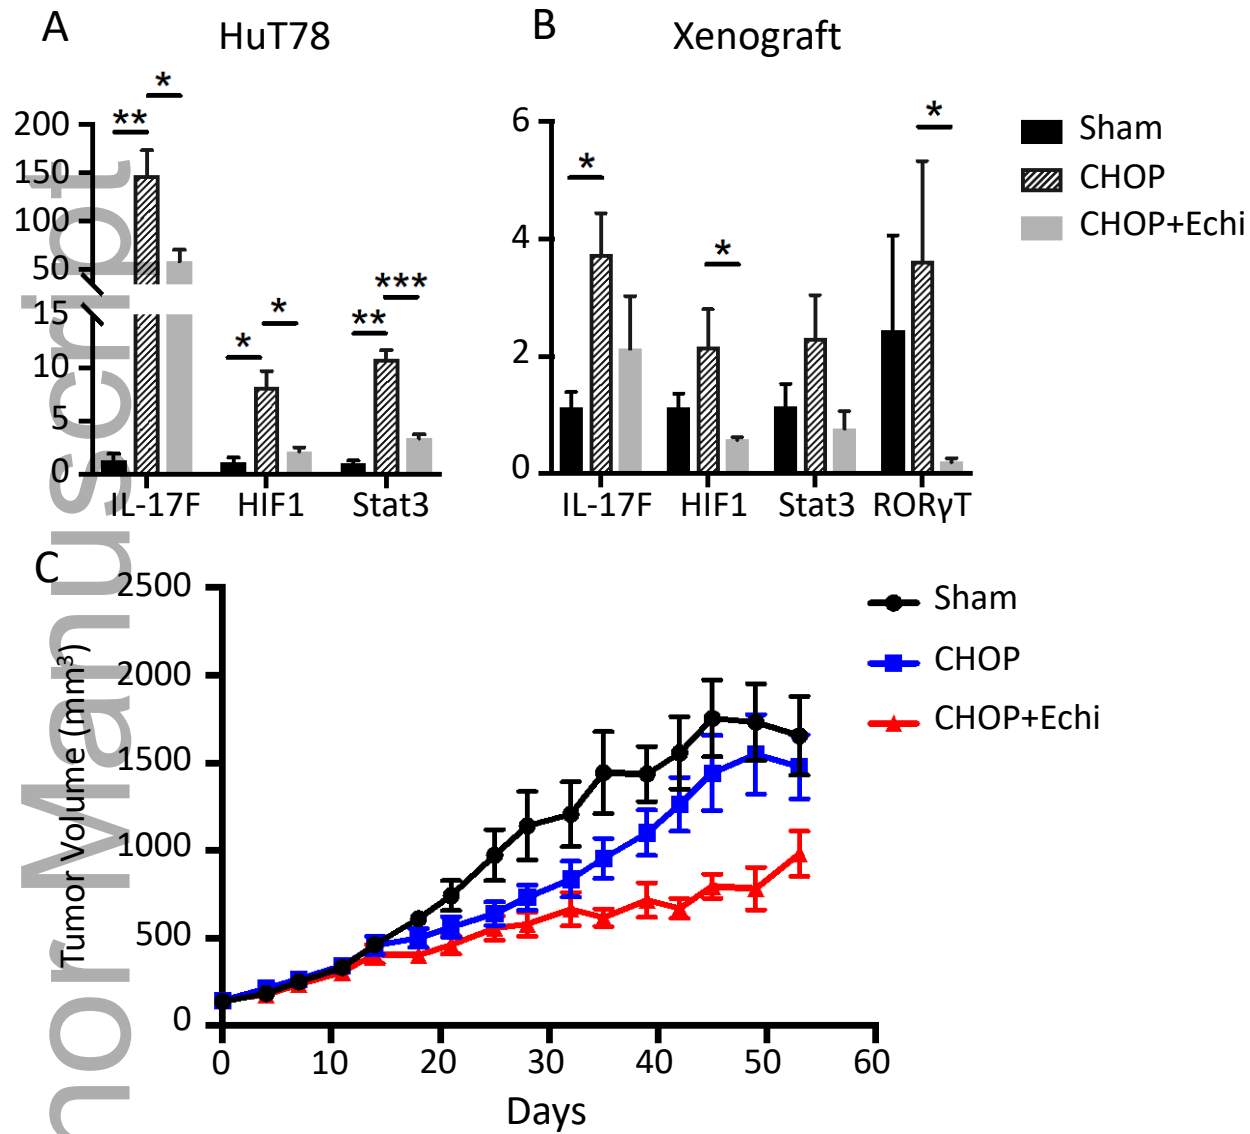 A
HuT78
B
Xenograft
*
**
*
*
**
***
200
150
100
50
15
10
5
0
IL-17F
HIF1
Stat3
*
*
*
6
4
2
0
IL-17F
HIF1
Stat3
RORγT
Sham
CHOP
CHOP+Echi
C
Tumor Volume (mm³)
2500
2000
1500
1000
500
0
0
10
20
30
40
50
60
Days
Sham
CHOP
CHOP+Echi
nor Manuscript